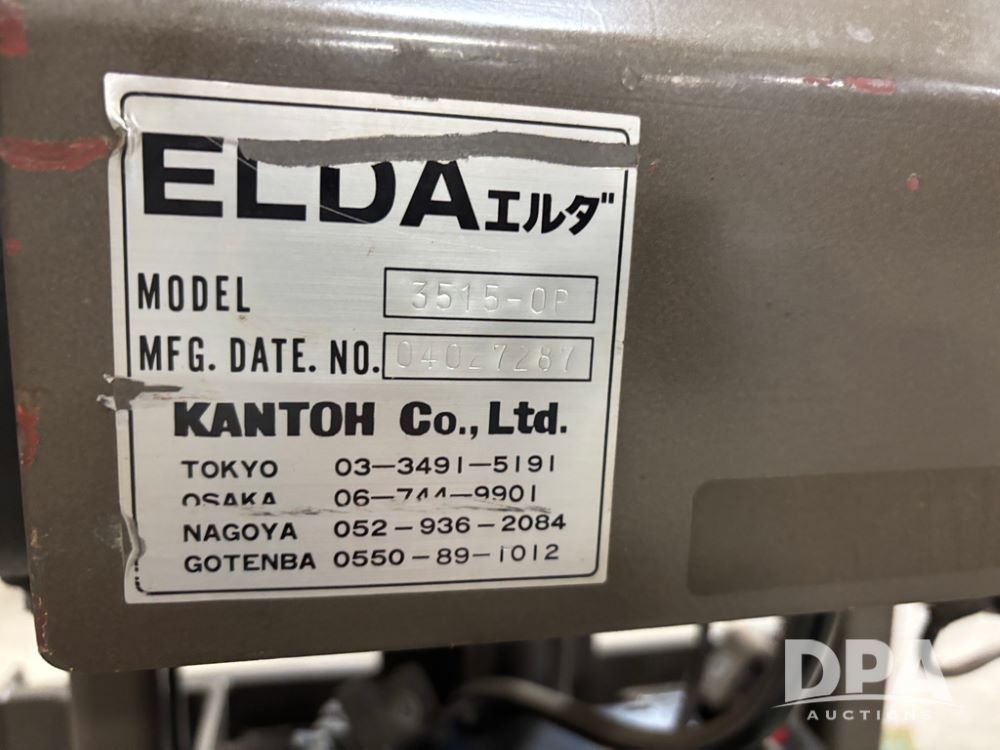 ELDA エルダ
MODEL 3515-OP
MFG. DATE. NO. 04027287
KANTOH Co., Ltd.
TOKYO 03-3491-5191
OSAKA 06-744-9901
NAGOYA 052-936-2084
GOTENBA 0550-89-1012
DPA
AUCTIONS